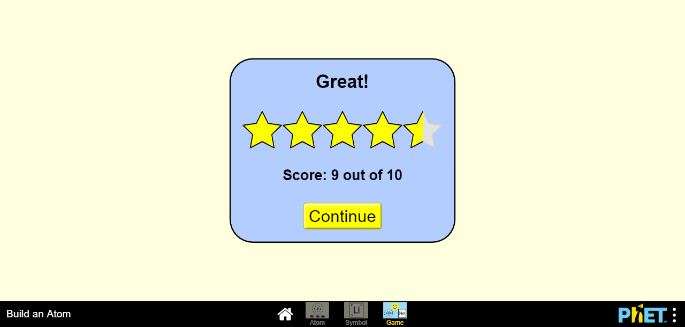 Great!
Score: 9 out of 10
Continue
Build an Atom
Atom
Symbol
Game
PhET